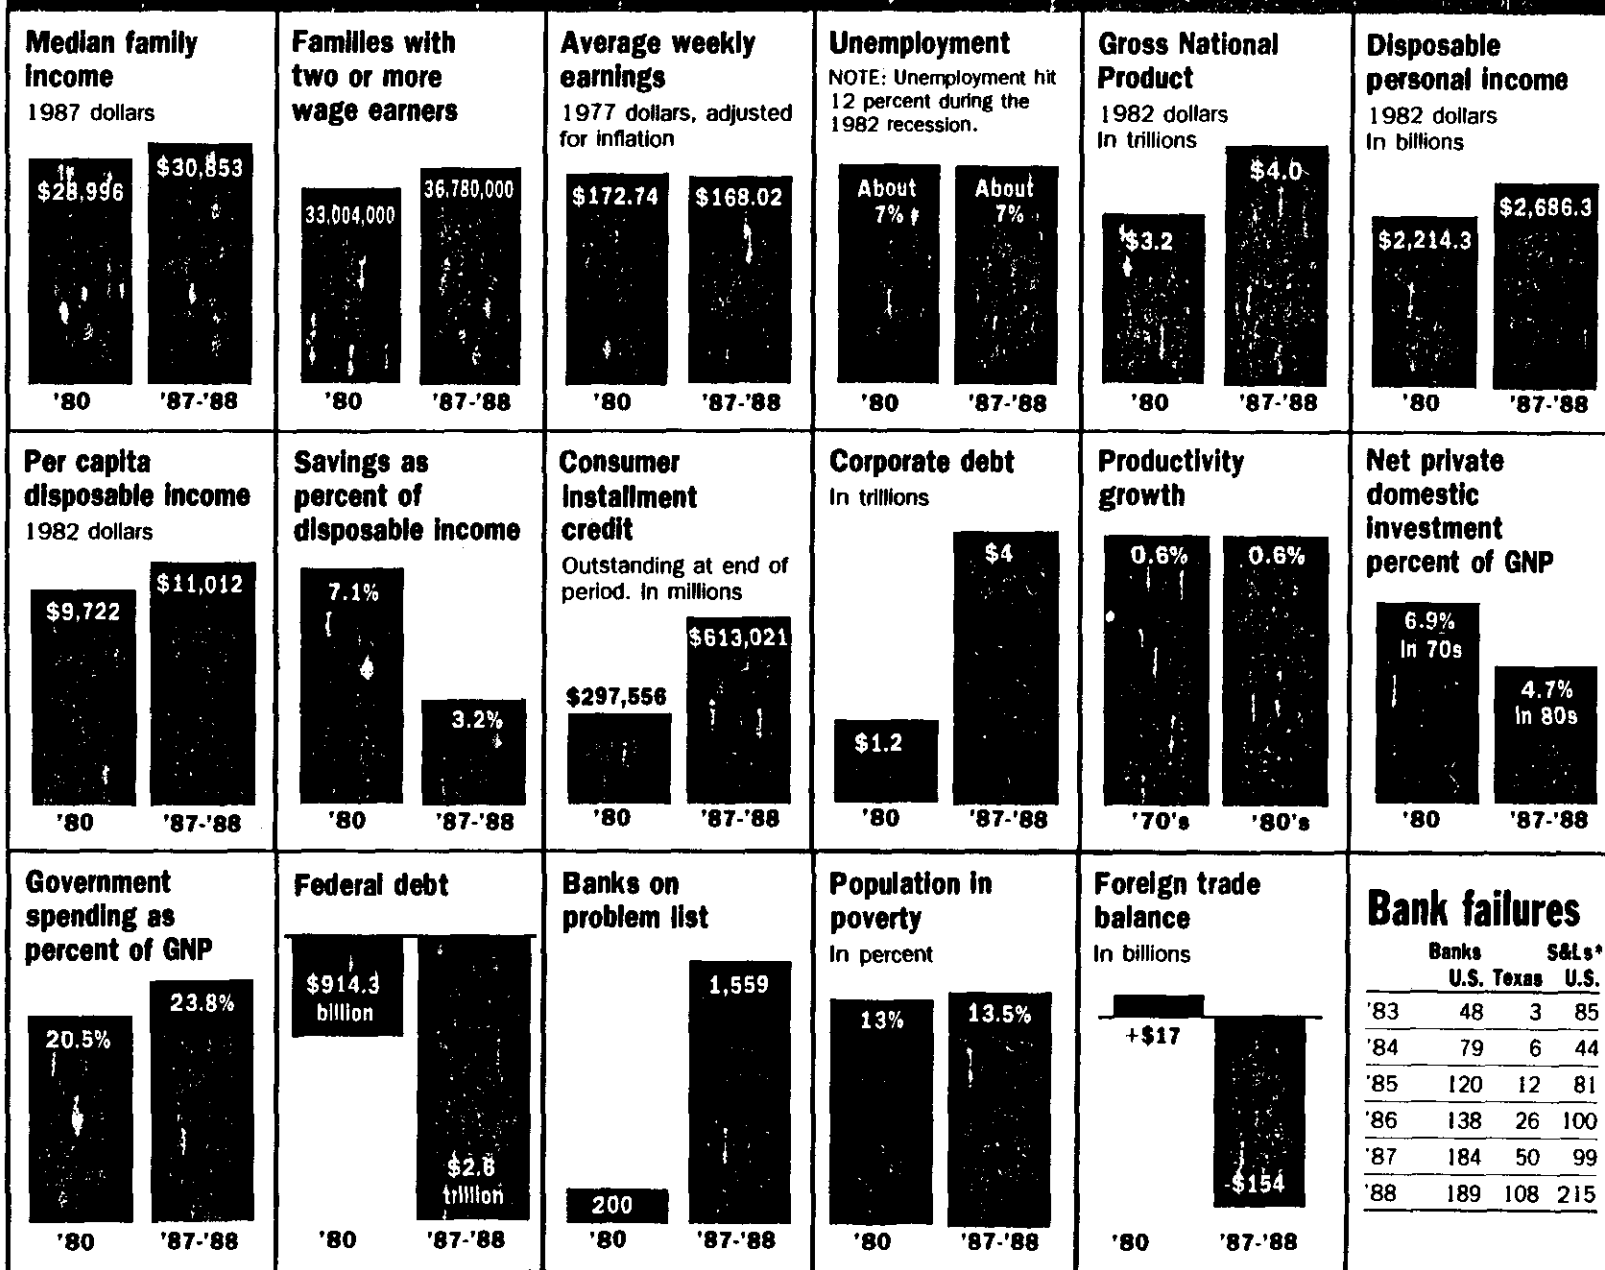 Median family
income
1987 dollars
$28,996
$30,853
'80
'87-'88
Families with
two or more
wage earners
33,004,000
36,780,000
'80
'87-'88
Average weekly
earnings
1977 dollars, adjusted
for inflation
$172.74
$168.02
'80
'87-'88
Unemployment
NOTE: Unemployment hit
12 percent during the
1982 recession.
About
7%
About
7%
'80
'87-'88
Gross National
Product
1982 dollars
In trillions
$3.2
$4.0
'80
'87-'88
Disposable
personal income
1982 dollars
In billions
$2,214.3
$2,686.3
'80
'87-'88
Per capita
disposable income
1982 dollars
$9,722
$11,012
'80
'87-'88
Savings as
percent of
disposable income
7.1%
3.2%
'80
'87-'88
Consumer
installment
credit
Outstanding at end of
period. In millions
$297,556
$613,021
'80
'87-'88
Corporate debt
In trillions
$1.2
$4
'80
'87-'88
Productivity
growth
0.6%
0.6%
'70's
'80's
Net private
domestic
investment
percent of GNP
6.9%
In 70s
4.7%
In 80s
'80
'87-'88
Government
spending as
percent of GNP
20.5%
23.8%
'80
'87-'88
Federal debt
$914.3
billion
$2.6
trillion
'80
'87-'88
Banks on
problem list
200
1,559
'80
'87-'88
Population in
poverty
In percent
13%
13.5%
'80
'87-'88
Foreign trade
balance
In billions
+$17
-$154
'80
'87-'88
Bank failures
Banks S&Ls*
U.S. Texas U.S.
'83 48 3 85
'84 79 6 44
'85 120 12 81
'86 138 26 100
'87 184 50 99
'88 189 108 215